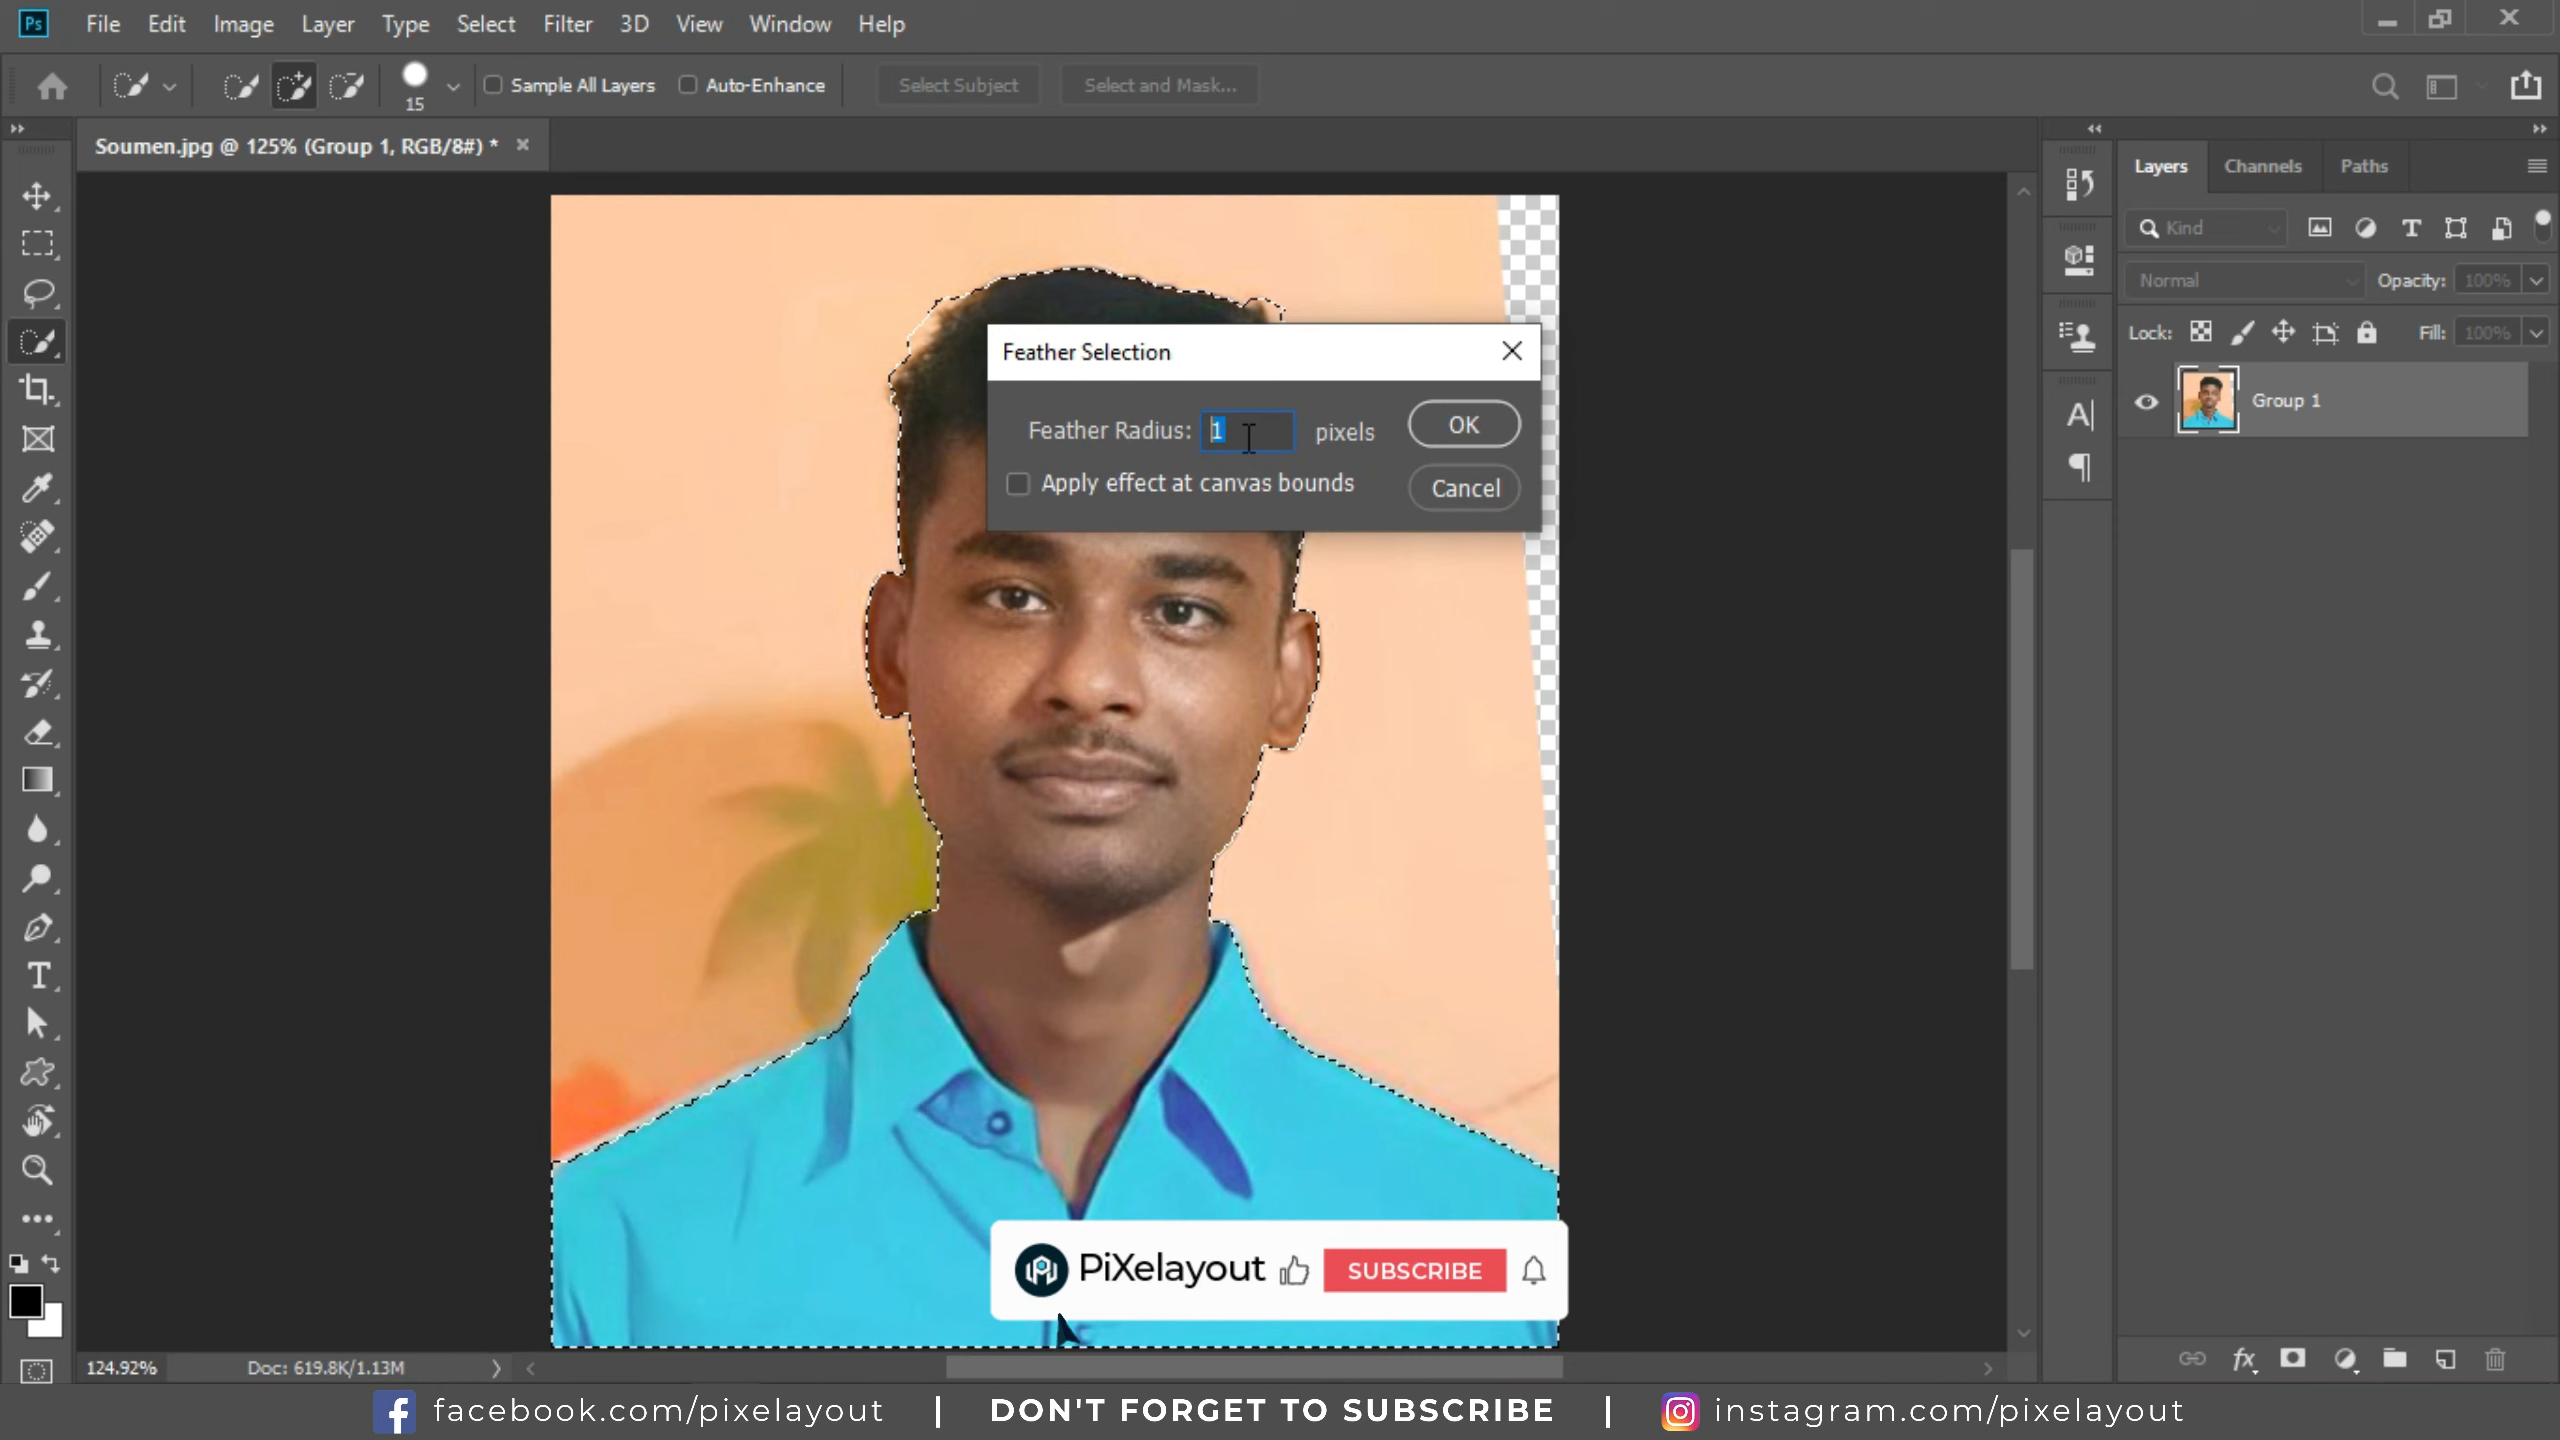 Ps File Edit Image Layer Type Select Filter 3D View Window Help
15 Sample All Layers Auto-Enhance Select Subject Select and Mask...
Soumen.jpg @ 125% (Group 1, RGB/8#) *
Layers Channels Paths
Kind
Normal Opacity: 100%
Lock: Fill: 100%
Group 1
Feather Selection
Feather Radius: 1 pixels OK
Apply effect at canvas bounds Cancel
PiXelayout SUBSCRIBE
124.92% Doc: 619.8K/1.13M
facebook.com/pixelayout | DON'T FORGET TO SUBSCRIBE | instagram.com/pixelayout